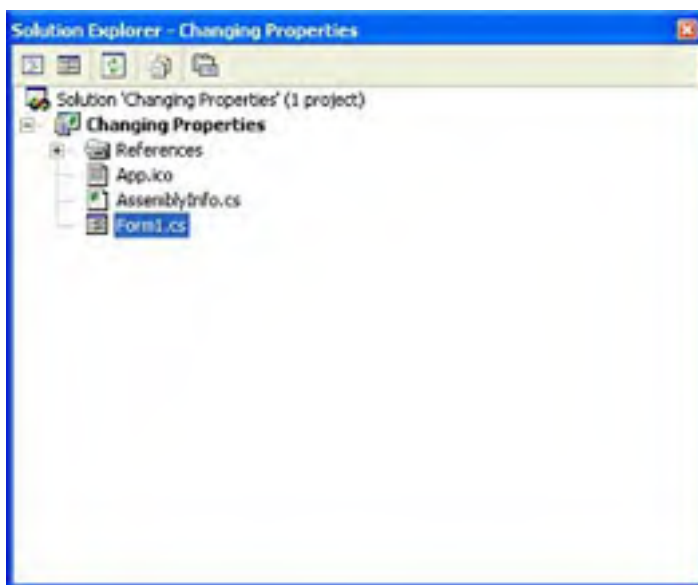 Solution Explorer - Changing Properties
Solution 'Changing Properties' (1 project)
Changing Properties
References
App.ico
AssemblyInfo.cs
Form1.cs